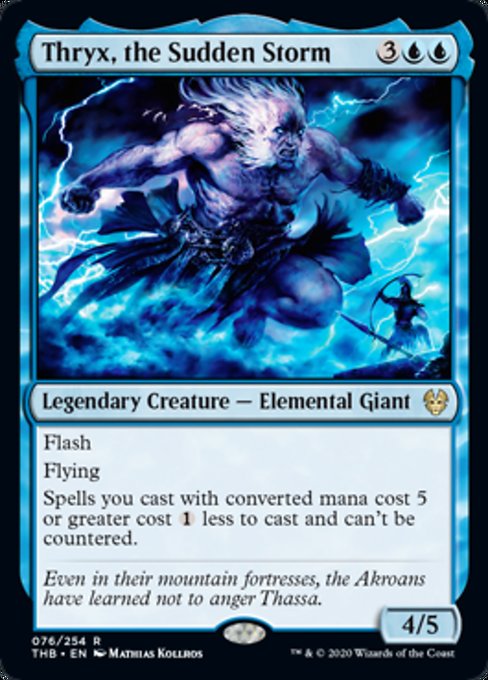 Thryx, the Sudden Storm 3
Legendary Creature — Elemental Giant
Flash
Flying
Spells you cast with converted mana cost 5
or greater cost 1 less to cast and can't be
countered.
Even in their mountain fortresses, the Akroans
have learned not to anger Thassa.
4/5
076/254 R
THB • EN Mathias Kollros
™ & © 2020 Wizards of the Coast